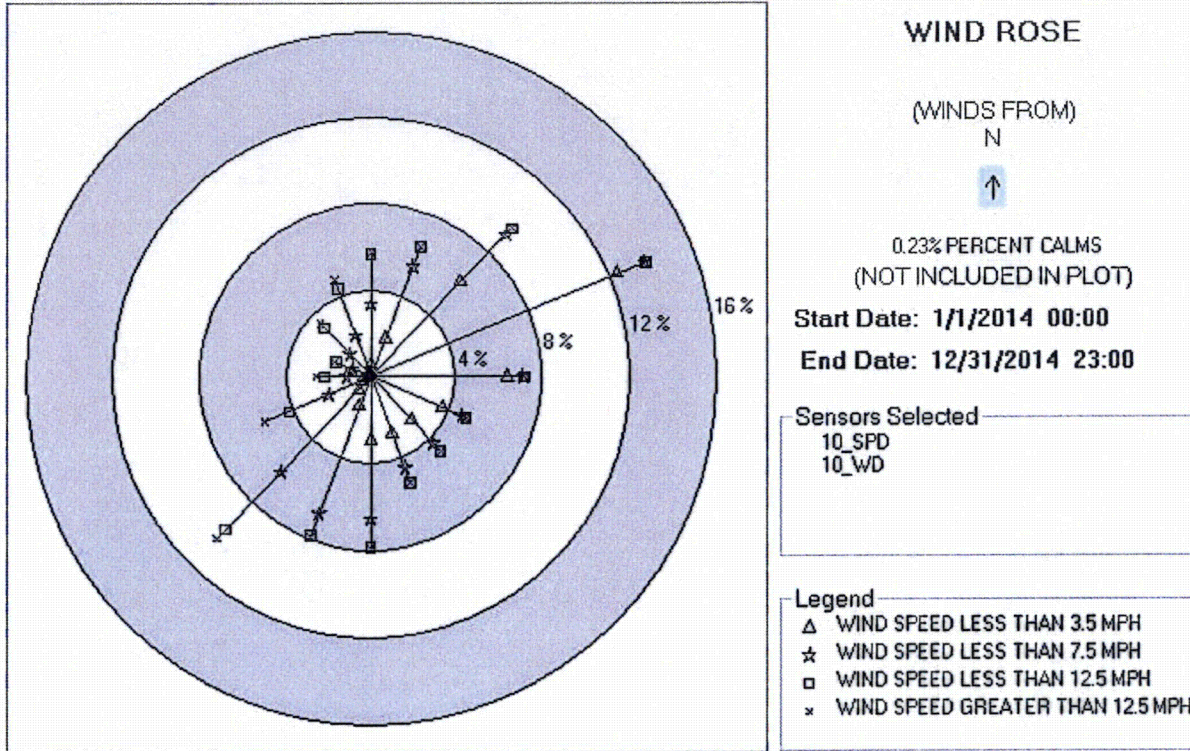 WIND ROSE
(WINDS FROM)
N
0.23% PERCENT CALMS
(NOT INCLUDED IN PLOT)
Start Date: 1/1/2014 00:00
End Date: 12/31/2014 23:00
Sensors Selected
10_SPD
10_WD
Legend
WIND SPEED LESS THAN 3.5 MPH
WIND SPEED LESS THAN 7.5 MPH
WIND SPEED LESS THAN 12.5 MPH
WIND SPEED GREATER THAN 12.5 MPH
4 %
8 %
12 %
16 %